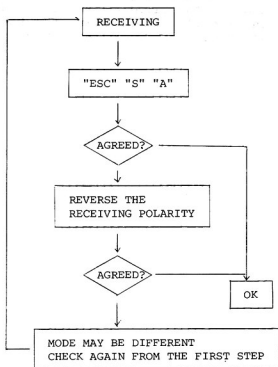 RECEIVING
"ESC" "S" "A"
AGREED?
REVERSE THE
RECEIVING POLARITY
AGREED?
OK
MODE MAY BE DIFFERENT
CHECK AGAIN FROM THE FIRST STEP